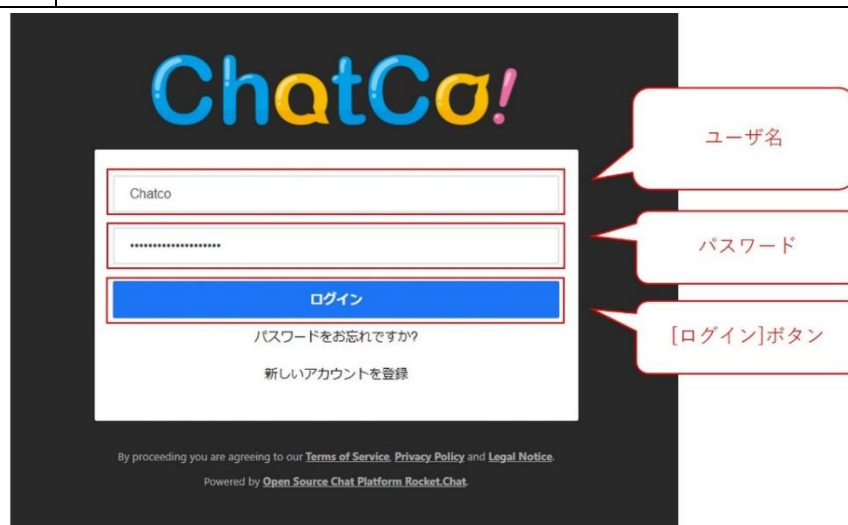 ChatCo!
ユーザ名
Chatco
パスワード
••••••••••••••••••••
ログイン
[ログイン]ボタン
パスワードをお忘れですか?
新しいアカウントを登録
By proceeding you are agreeing to our Terms of Service, Privacy Policy and Legal Notice.
Powered by Open Source Chat Platform Rocket.Chat.